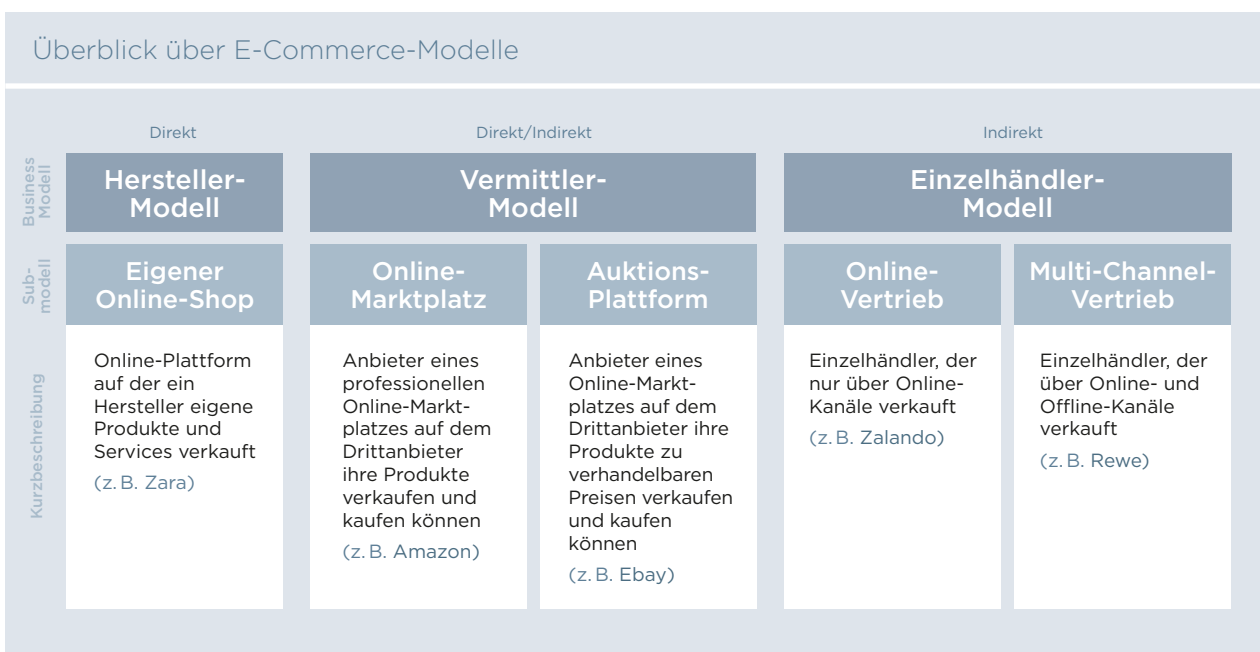 Überblick über E-Commerce-Modelle
Direkt
Direkt/Indirekt
Indirekt
Business
Modell
Hersteller-
Modell
Vermittler-
Modell
Einzelhändler-
Modell
Sub-
modell
Eigener
Online-Shop
Online-
Marktplatz
Auktions-
Plattform
Online-
Vertrieb
Multi-Channel-
Vertrieb
Kurzbeschreibung
Online-Plattform
auf der ein
Hersteller eigene
Produkte und
Services verkauft
(z. B. Zara)
Anbieter eines
professionellen
Online-Markt-
platzes auf dem
Drittanbieter
ihre Produkte
verkaufen und
kaufen können
(z. B. Amazon)
Anbieter eines
Online-Markt-
platzes auf dem
Drittanbieter ihre
Produkte zu
verhandelbaren
Preisen verkaufen
und kaufen
können
(z. B. Ebay)
Einzelhändler, der
nur über Online-
Kanäle verkauft
(z. B. Zalando)
Einzelhändler, der
über Online- und
Offline-Kanäle
verkauft
(z. B. Rewe)